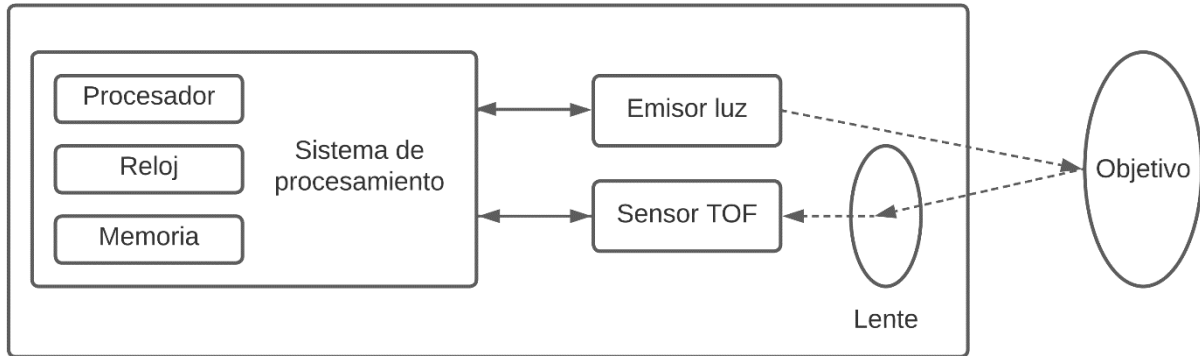 Procesador
Reloj
Memoria
Sistema de
procesamiento
Emisor luz
Sensor TOF
Lente
Objetivo